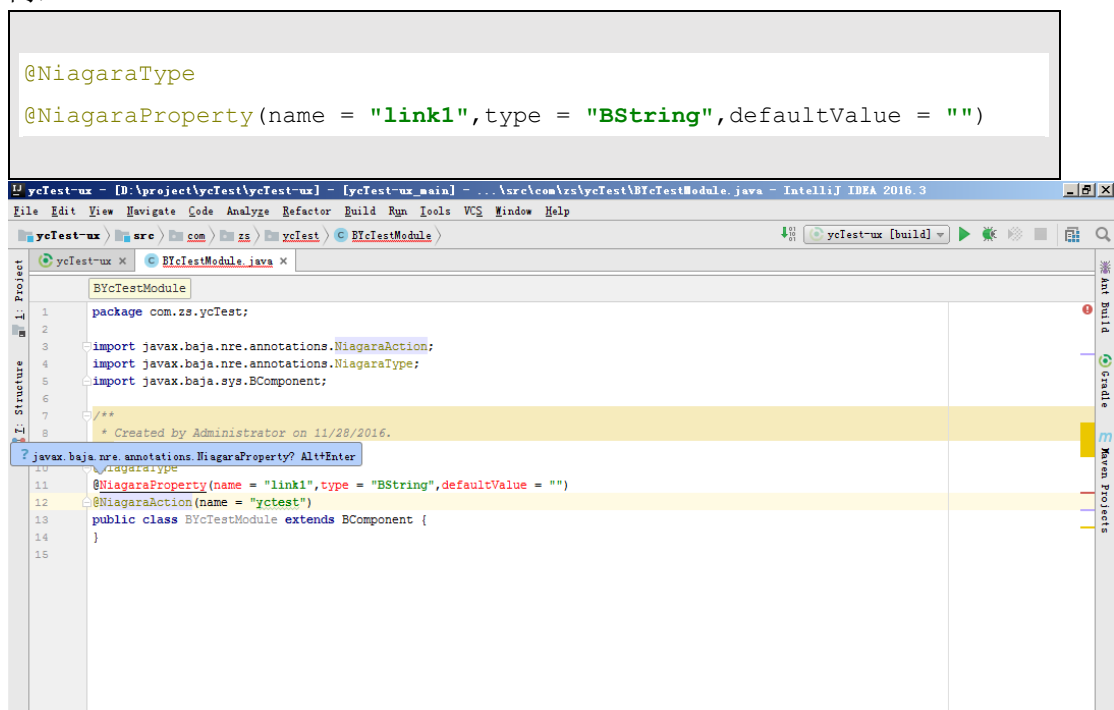 @NiagaraType
@NiagaraProperty(name = "link1",type = "BString",defaultValue = "")
ycTest-ux - [D:\project\ycTest\ycTest-ux] - [ycTest-ux_main] - ...\src\com\zs\ycTest\BYcTestModule.java - IntelliJ IDEA 2016.3
File Edit View Navigate Code Analyze Refactor Build Run Tools VCS Window Help
ycTest-ux src com zs ycTest BYcTestModule ycTest-ux [build]
ycTest-ux BYcTestModule.java
BYcTestModule
1: Project
7: Structure
1 package com.zs.ycTest;
2
3 import javax.baja.nre.annotations.NiagaraAction;
4 import javax.baja.nre.annotations.NiagaraType;
5 import javax.baja.sys.BComponent;
6
7 /**
8 * Created by Administrator on 11/28/2016.
? javax.baja.nre.annotations.NiagaraProperty? Alt+Enter
10 @NiagaraType
11 @NiagaraProperty(name = "link1",type = "BString",defaultValue = "")
12 @NiagaraAction(name = "yctest")
13 public class BYcTestModule extends BComponent {
14 }
15
Ant Build
Gradle
Maven Projects